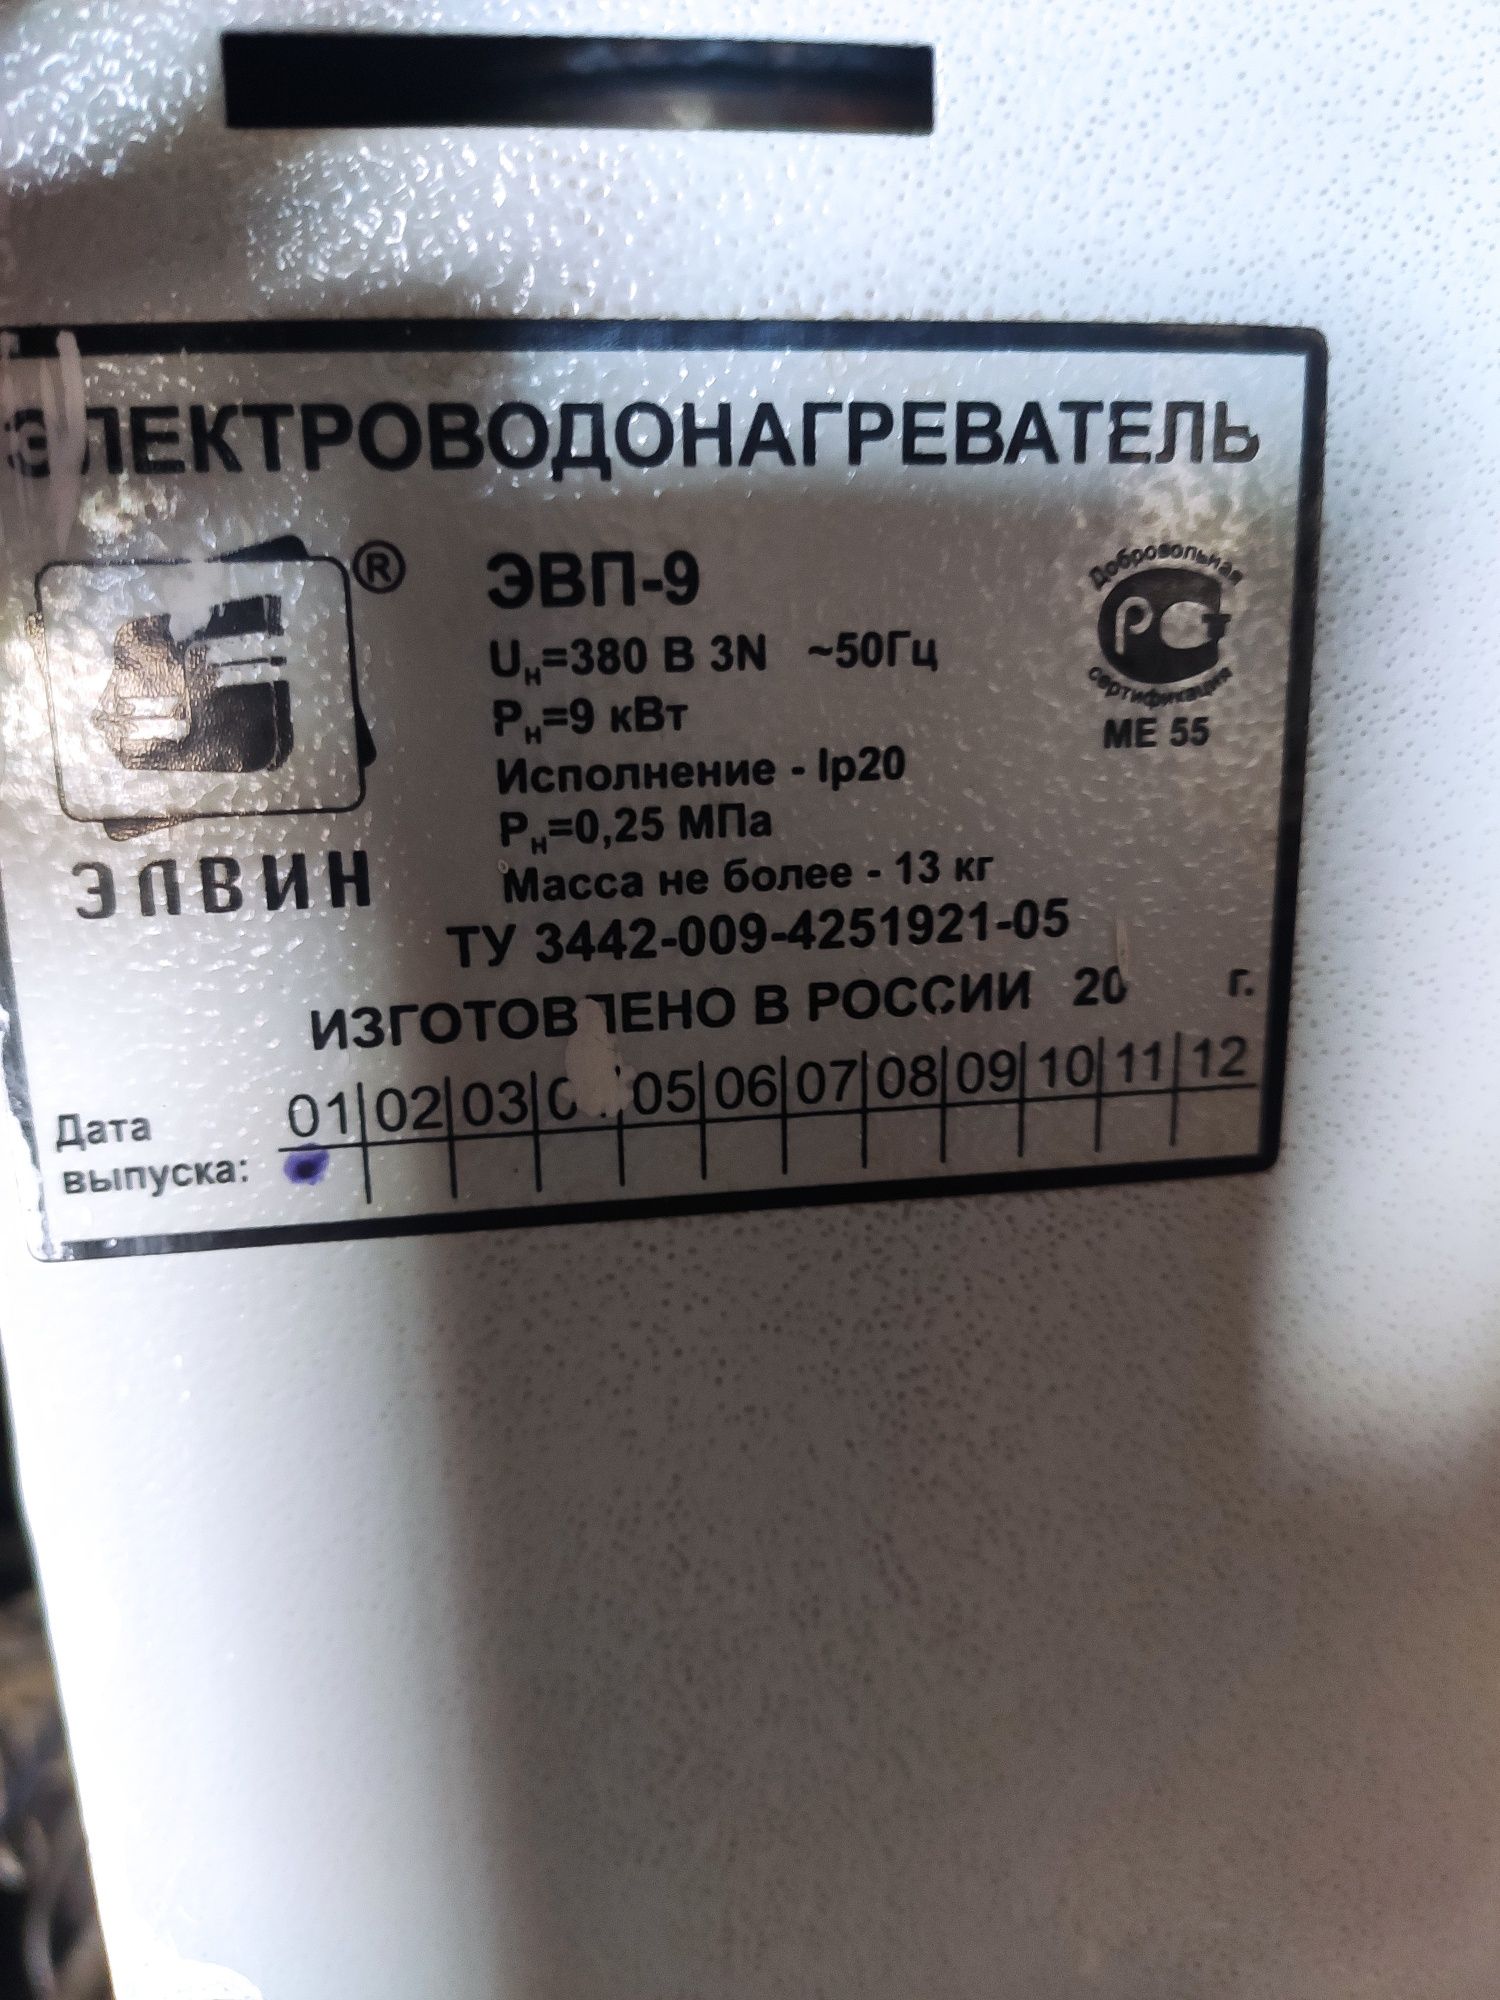 ЭЛЕКТРОВОДОНАГРЕВАТЕЛЬ
®
ЭЛВИН
ЭВП-9
Uн=380 В 3N ~50Гц
Pн=9 кВт
Исполнение - Ip20
Pн=0,25 МПа
Масса не более - 13 кг
ТУ 3442-009-4251921-05
Добровольная
РСТ
сертификация
МЕ 55
ИЗГОТОВЛЕНО В РОССИИ 20 г.
Дата выпуска:
01 02 03 04 05 06 07 08 09 10 11 12